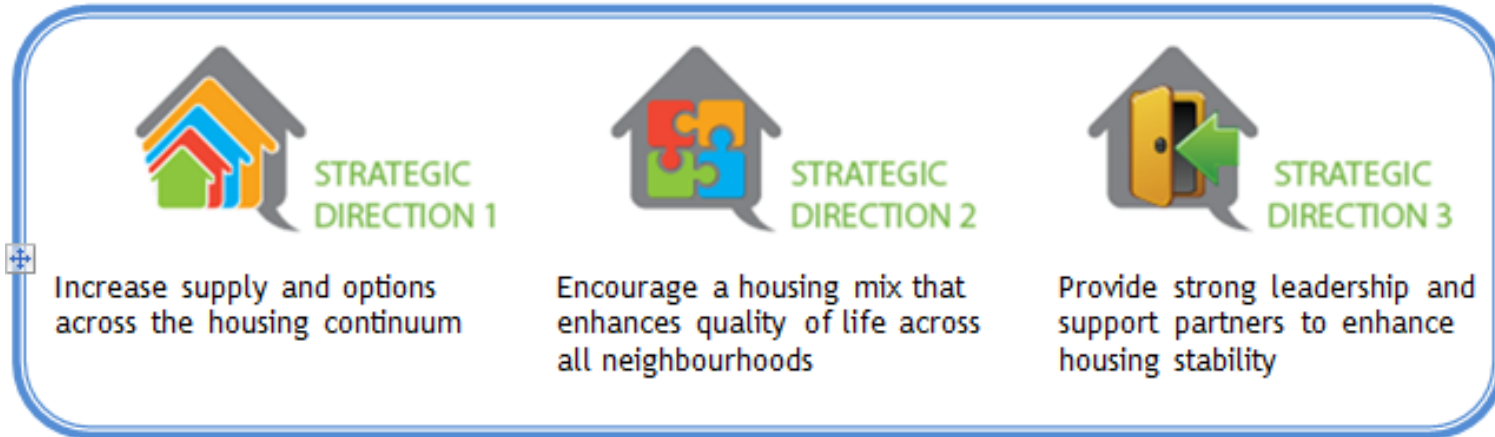 STRATEGIC
DIRECTION 1
Increase supply and options
across the housing continuum
STRATEGIC
DIRECTION 2
Encourage a housing mix that
enhances quality of life across
all neighbourhoods
STRATEGIC
DIRECTION 3
Provide strong leadership and
support partners to enhance
housing stability